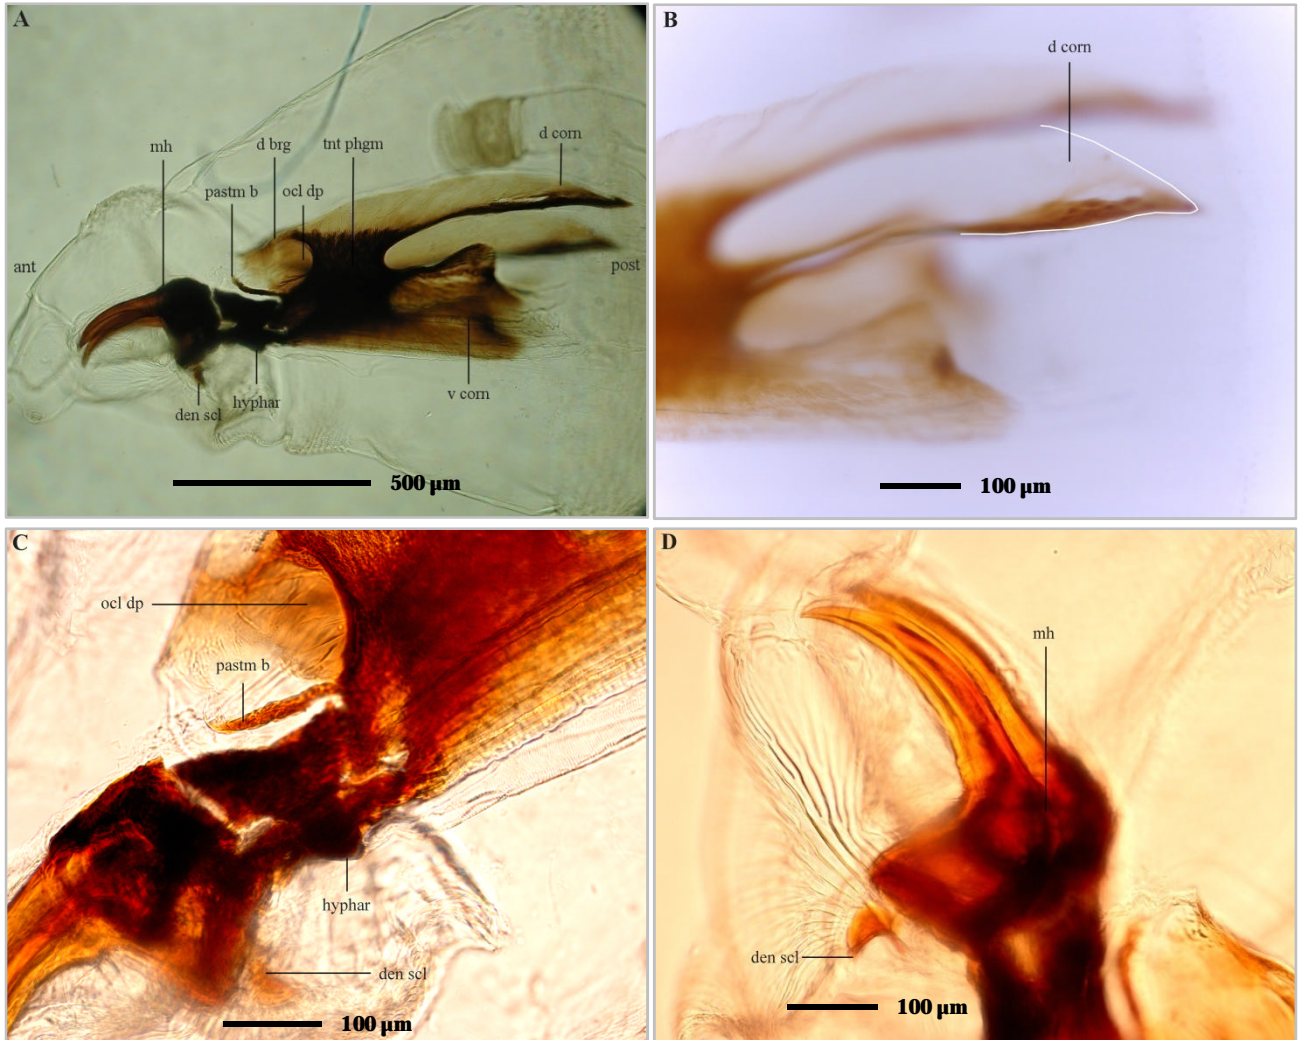 A
mh
d brg
tnt phgm
d corn
pastm b
ocl dp
ant
post
den scl
hyphar
v corn
500 µm
B
d corn
100 µm
C
ocl dp
pastm b
hyphar
den scl
100 µm
D
mh
den scl
100 µm